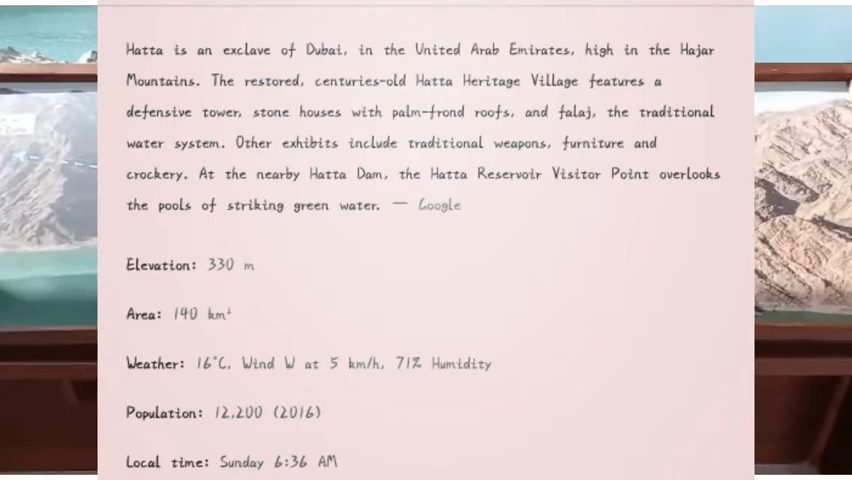 Hatta is an exclave of Dubai, in the United Arab Emirates, high in the Hajar
Mountains. The restored, centuries-old Hatta Heritage Village features a
defensive tower, stone houses with palm-frond roofs, and falaj, the traditional
water system. Other exhibits include traditional weapons, furniture and
crockery. At the nearby Hatta Dam, the Hatta Reservoir Visitor Point overlooks
the pools of striking green water. — Google
Elevation: 330 m
Area: 140 km²
Weather: 16°C, Wind W at 5 km/h, 71% Humidity
Population: 12,200 (2016)
Local time: Sunday 6:36 AM